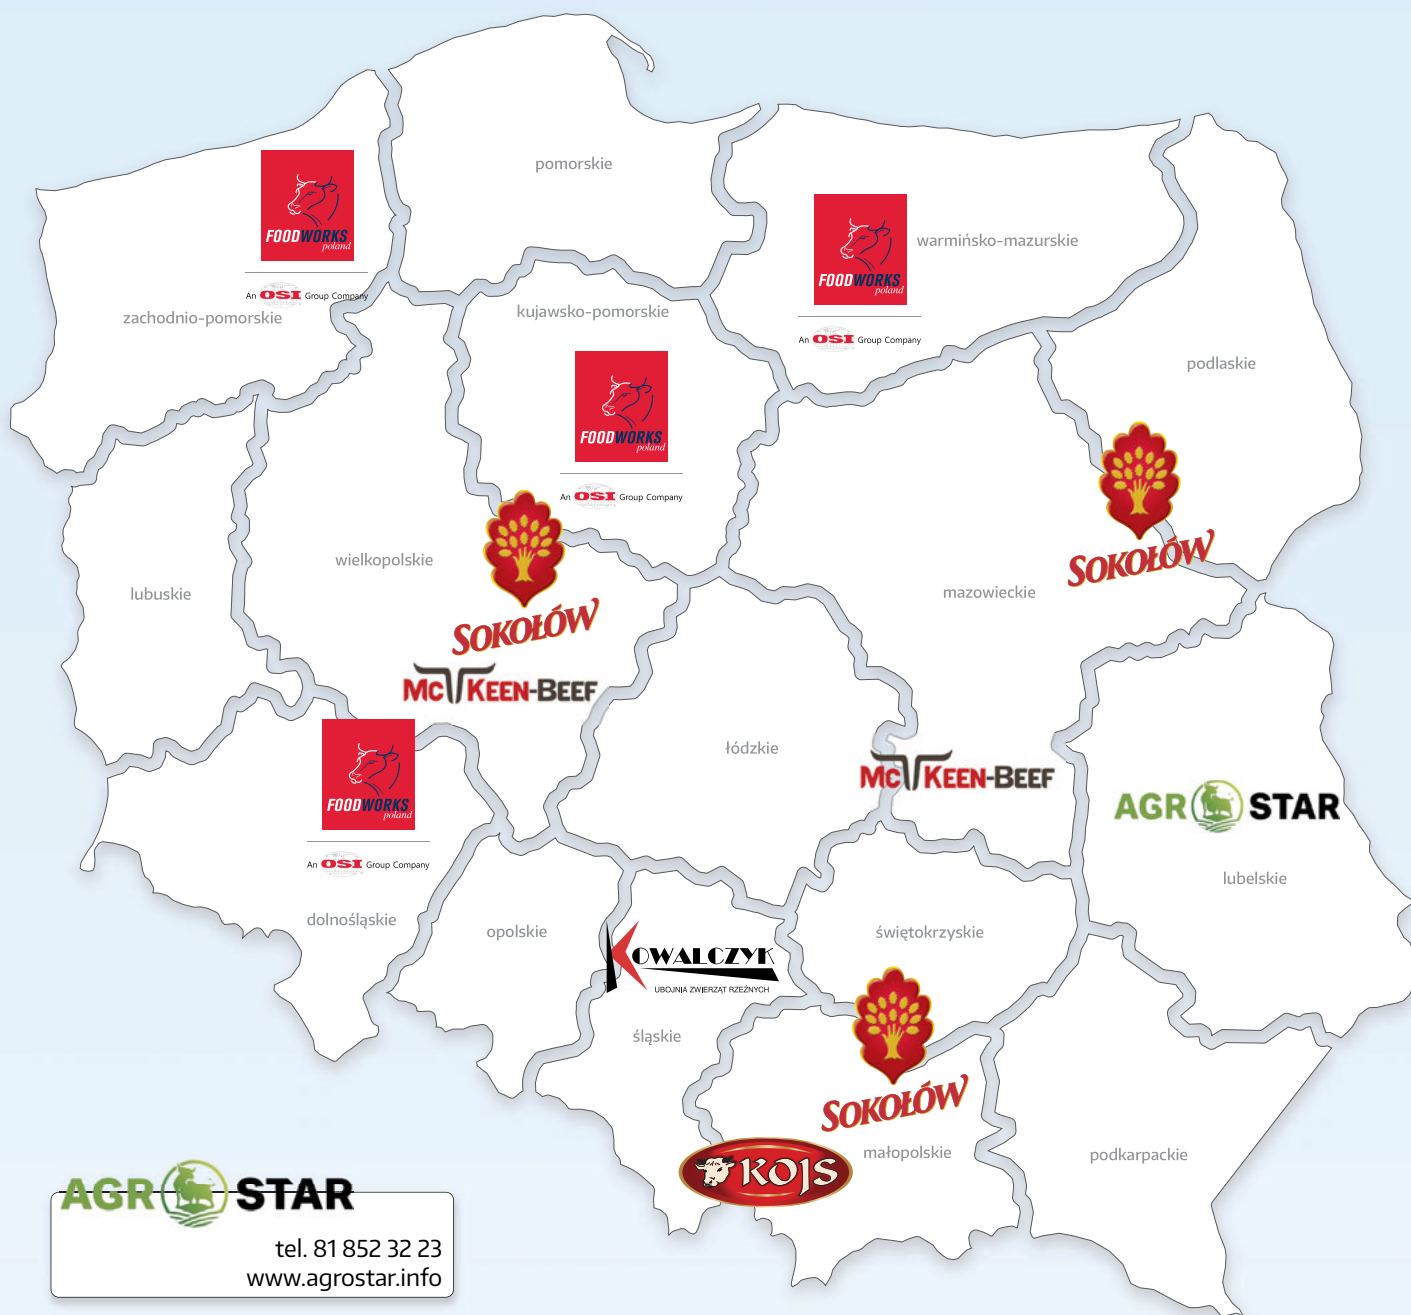 pomorskie
FOODWORKS
poland
An OSI Group Company
zachodnio-pomorskie
FOODWORKS
poland
An OSI Group Company
warmińsko-mazurskie
kujawsko-pomorskie
FOODWORKS
poland
An OSI Group Company
podlaskie
SOKOŁÓW
wielkopolskie
SOKOŁÓW
lubuskie
mazowieckie
MCKEEN-BEEF
FOODWORKS
poland
An OSI Group Company
łódzkie
MCKEEN-BEEF
AGROSTAR
lubelskie
dolnośląskie
opolskie
KOWALCZYK
UBOJNIA ZWIERZĄT RZEŹNYCH
świętokrzyskie
śląskie
SOKOŁÓW
KOJS
małopolskie
podkarpackie
AGROSTAR
tel. 81 852 32 23
www.agrostar.info